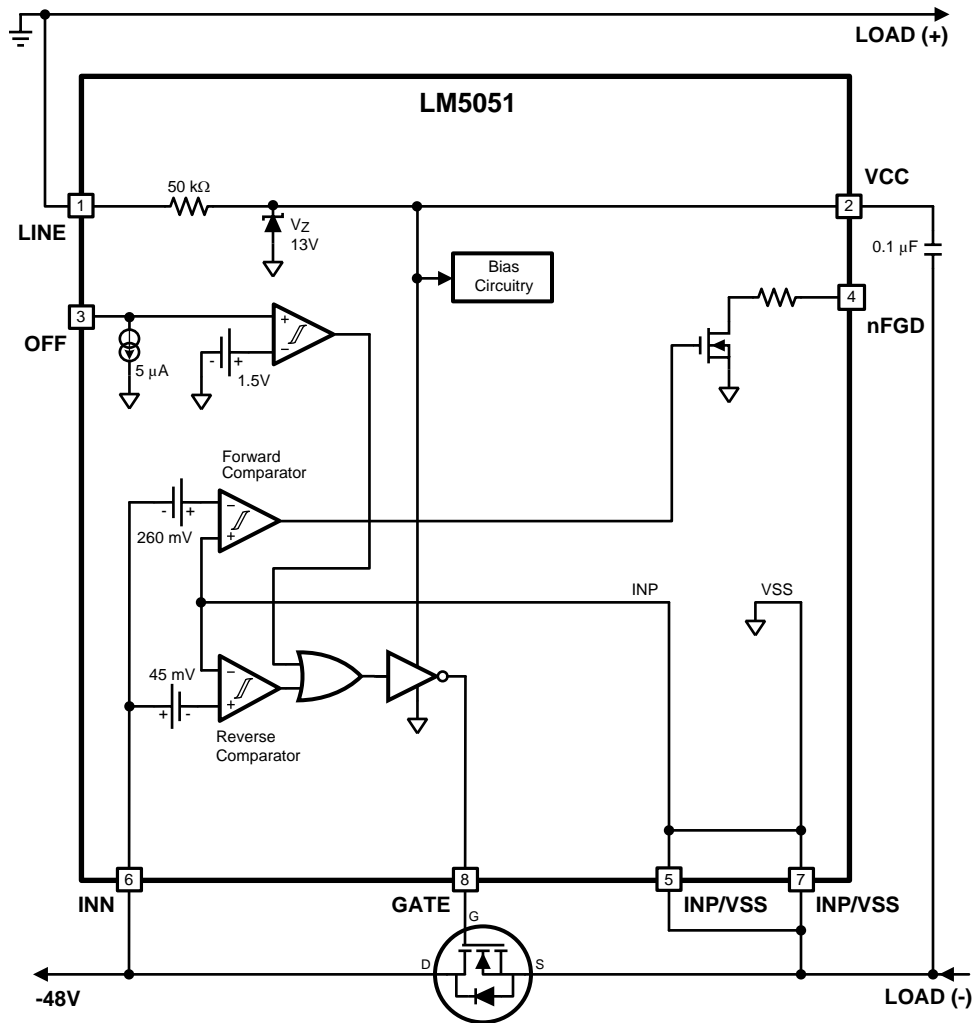 LOAD (+)
LM5051
50 kΩ
VCC
1
2
LINE
VZ
13V
0.1 μF
Bias
Circuitry
3
4
OFF
nFGD
+
−
5 μA
- +
1.5V
Forward
Comparator
−
- +
+
260 mV
INP
VSS
45 mV
−
+
+ -
Reverse
Comparator
6
8
5
7
INN
GATE
INP/VSS
INP/VSS
G
D
S
-48V
LOAD (-)